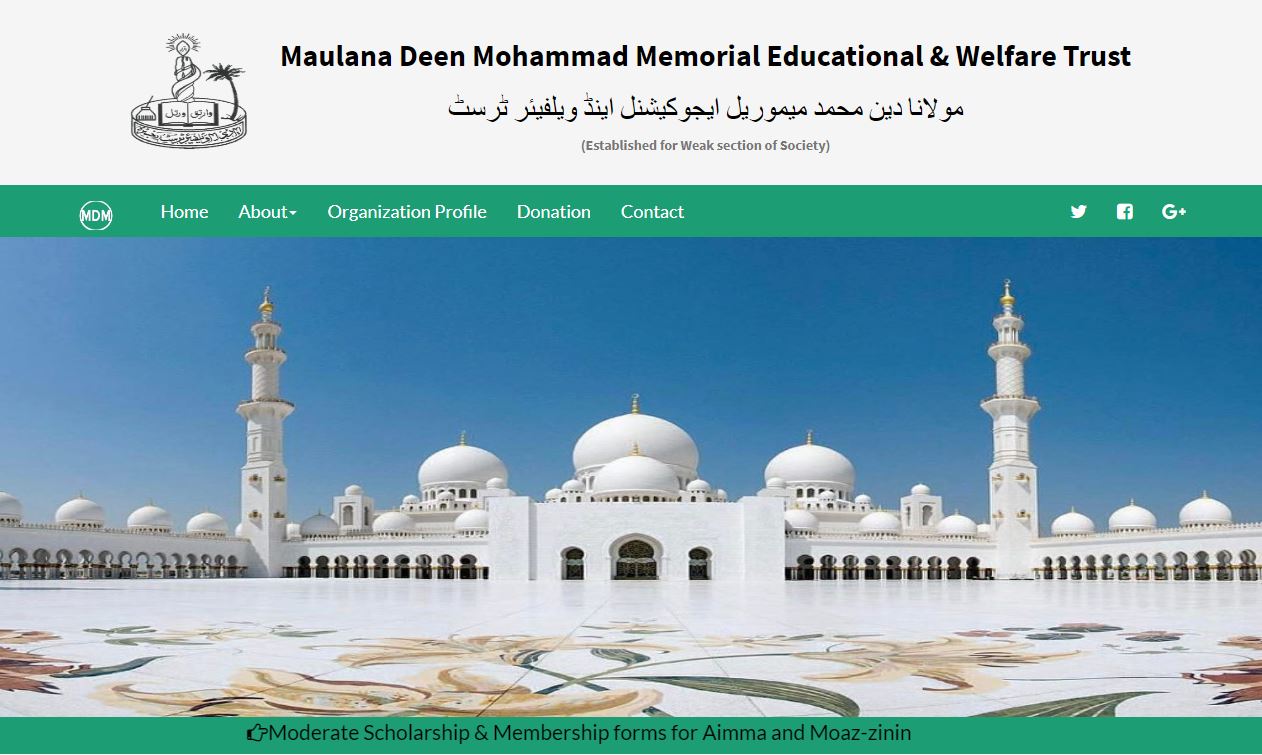 Maulana Deen Mohammad Memorial Educational & Welfare Trust
مولانا دین محمد میموریل ایجوکیشنل اینڈ ویلفیئر ٹرسٹ
(Established for Weak section of Society)
MDM Home About Organization Profile Donation Contact
Moderate Scholarship & Membership forms for Aimma and Moaz-zinin